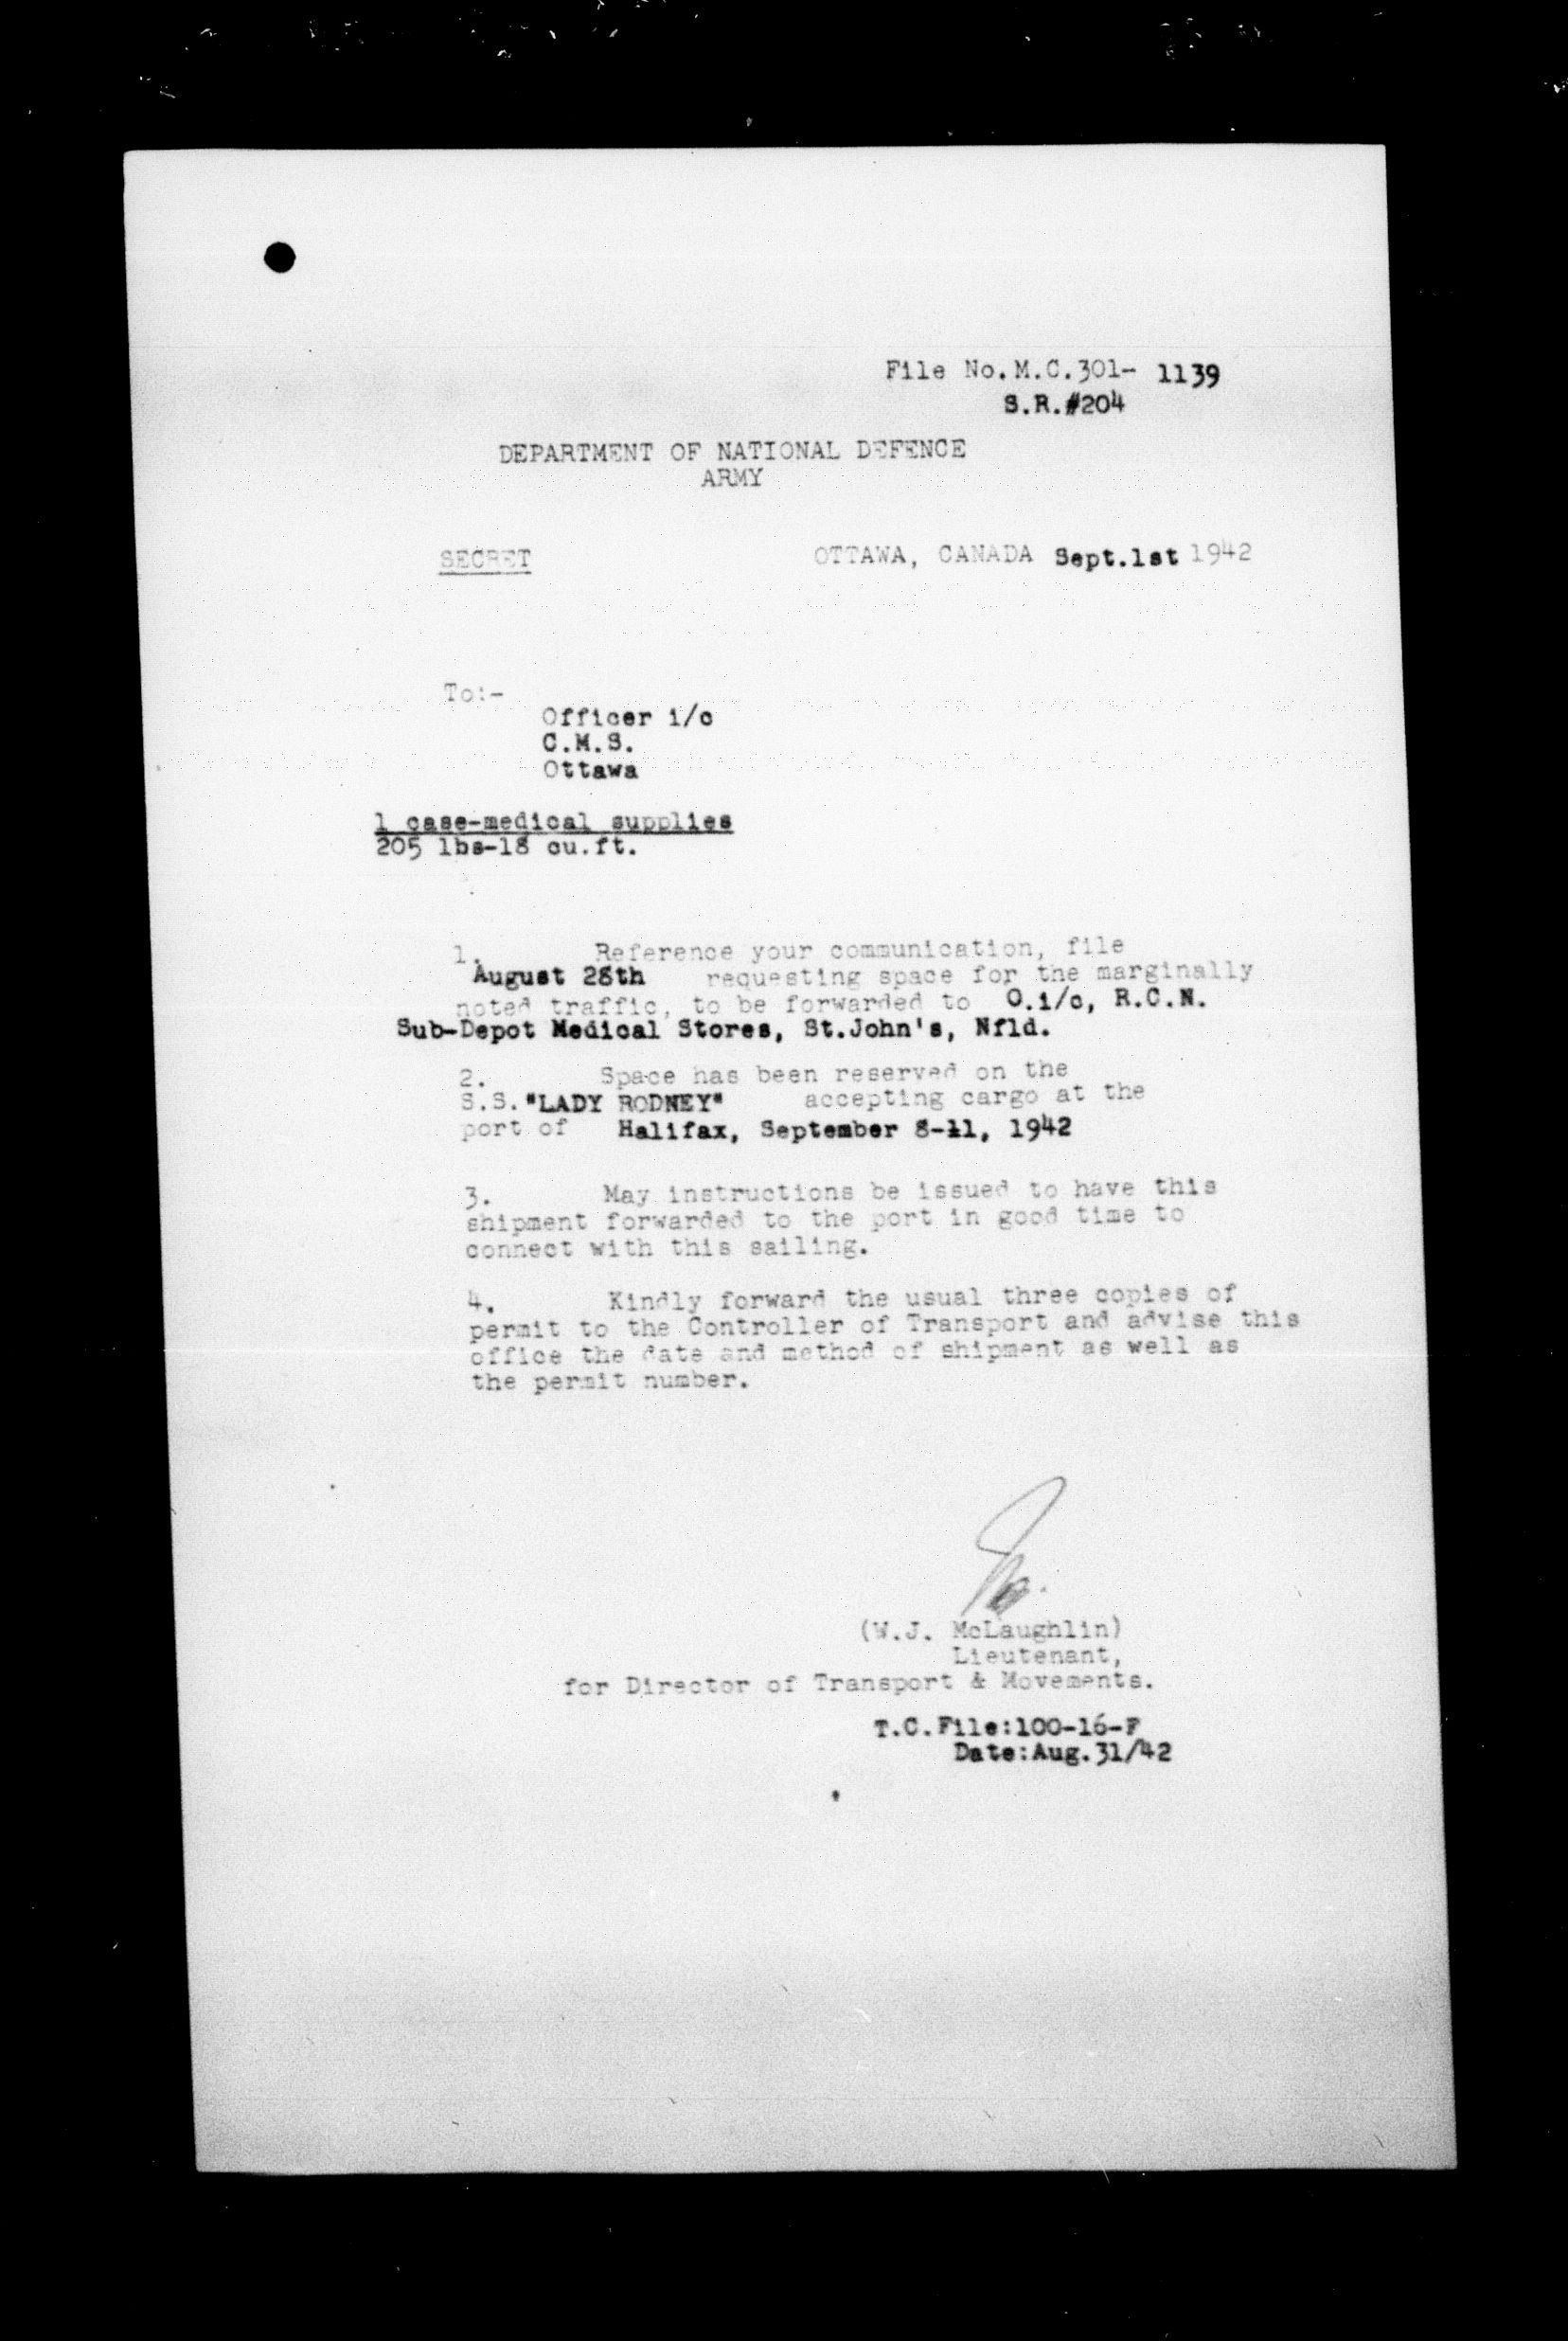 File No. M.C. 301- 1139
S.R.#204
DEPARTMENT OF NATIONAL DEFENCE
ARMY
SECRET OTTAWA, CANADA Sept.1st 1942
To:-
Officer i/c
C.M.S.
Ottawa
1 case-medical supplies
205 lbs-18 cu.ft.
1. Reference your communication, file
August 28th requesting space for the marginally
noted traffic, to be forwarded to O.i/c, R.C.N.
Sub-Depot Medical Stores, St.John's, Nfld.
2. Space has been reserved on the
S.S. "LADY RODNEY" accepting cargo at the
port of Halifax, September 8-11, 1942
3. May instructions be issued to have this
shipment forwarded to the port in good time to
connect with this sailing.
4. Kindly forward the usual three copies of
permit to the Controller of Transport and advise this
office the date and method of shipment as well as
the permit number.
(W.J. McLaughlin)
Lieutenant,
for Director of Transport & Movements.
T.C.File:100-16-F
Date:Aug.31/42